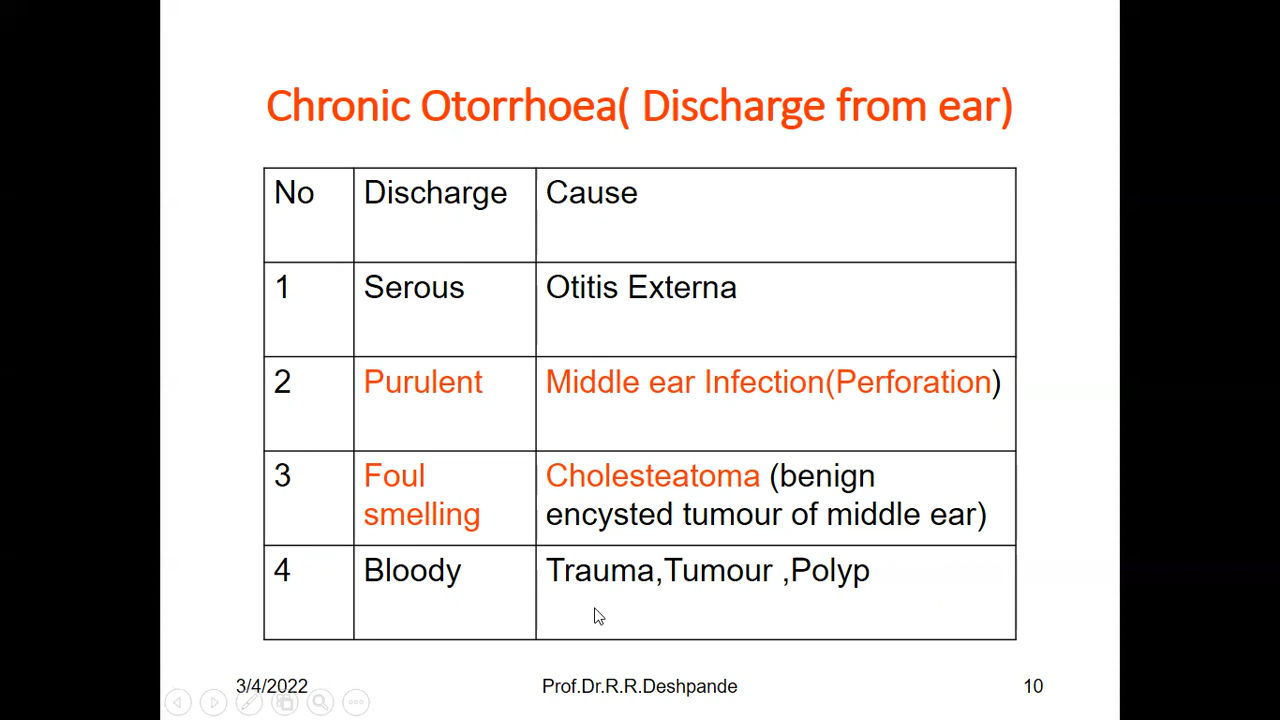 Chronic Otorrhoea( Discharge from ear)
No Discharge Cause
1 Serous Otitis Externa
2 Purulent Middle ear Infection(Perforation)
3 Foul Cholesteatoma (benign
smelling encysted tumour of middle ear)
4 Bloody Trauma,Tumour ,Polyp
3/4/2022 Prof.Dr.R.R.Deshpande 10